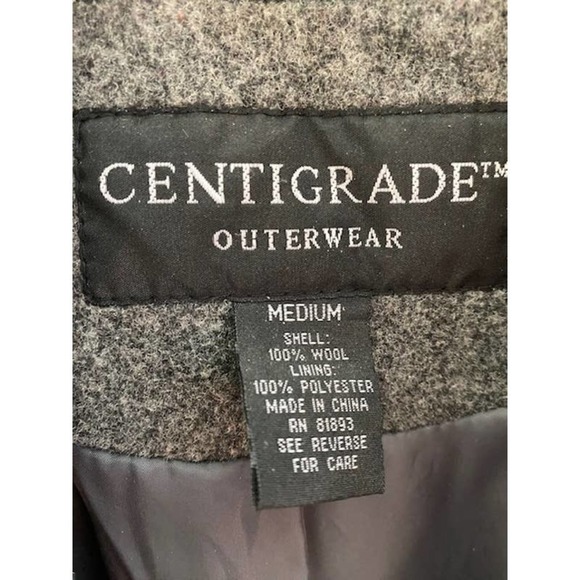 CENTIGRADE™
OUTERWEAR
MEDIUM
SHELL:
100% WOOL
LINING:
100% POLYESTER
MADE IN CHINA
RN 81893
SEE REVERSE
FOR CARE